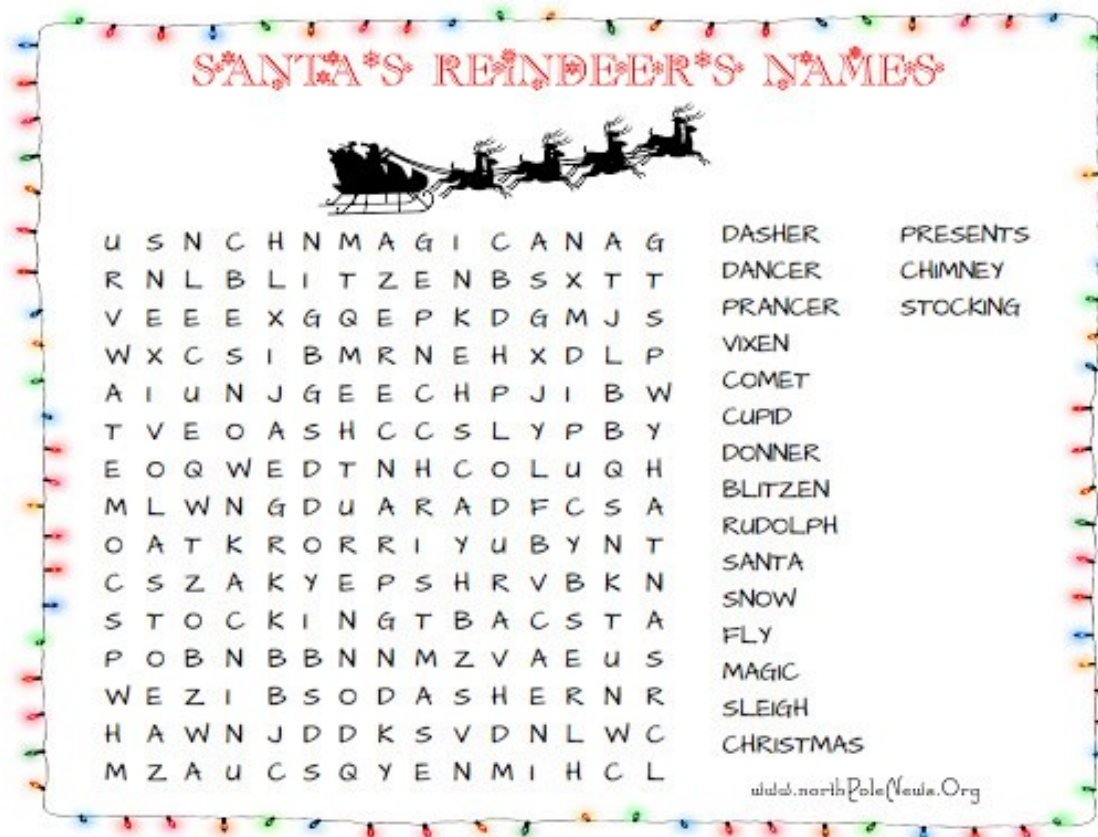 SANTA'S REINDEER'S NAMES
U S N C H N M A G I C A N A G
R N L B L I T Z E N B S X T T
V E E E X G Q E P K D G M J S
W X C S I B M R N E H X D L P
A I U N J G E E C H P J I B W
T V E O A S H C C S L Y P B Y
E O Q W E D T N H C O L U Q H
M L W N G D U A R A D F C S A
O A T K R O R R I Y U B Y N T
C S Z A K Y E P S H R V B K N
S T O C K I N G T B A C S T A
P O B N B B N N M Z V A E U S
W E Z I B S O D A S H E R N R
H A W N J D D K S V D N L W C
M Z A U C S Q Y E N M I H C L
DASHER PRESENTS
DANCER CHIMNEY
PRANCER STOCKING
VIXEN
COMET
CUPID
DONNER
BLITZEN
RUDOLPH
SANTA
SNOW
FLY
MAGIC
SLEIGH
CHRISTMAS
www.northPoleNews.Org